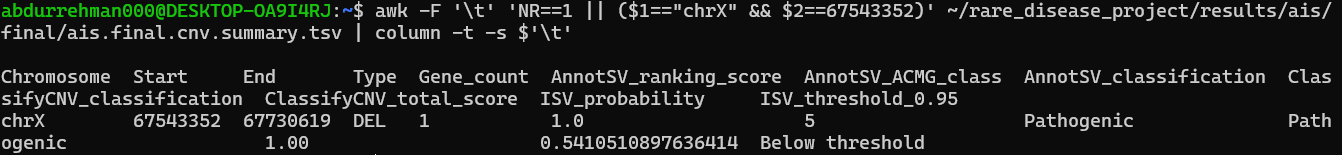 abdurrehman000@DESKTOP-OA9I4RJ:~$ awk -F '\t' 'NR==1 || ($1=="chrX" && $2==67543352)' ~/rare_disease_project/results/ais/
final/ais.final.cnv.summary.tsv | column -t -s $'\t'
Chromosome  Start     End       Type  Gene_count  AnnotSV_ranking_score  AnnotSV_ACMG_class  AnnotSV_classification  Clas
sifyCNV_classification  ClassifyCNV_total_score  ISV_probability     ISV_threshold_0.95
chrX        67543352  67730619  DEL   1           1.0                    5                   Pathogenic              Path
ogenic                  1.00                     0.5410510897636414  Below threshold